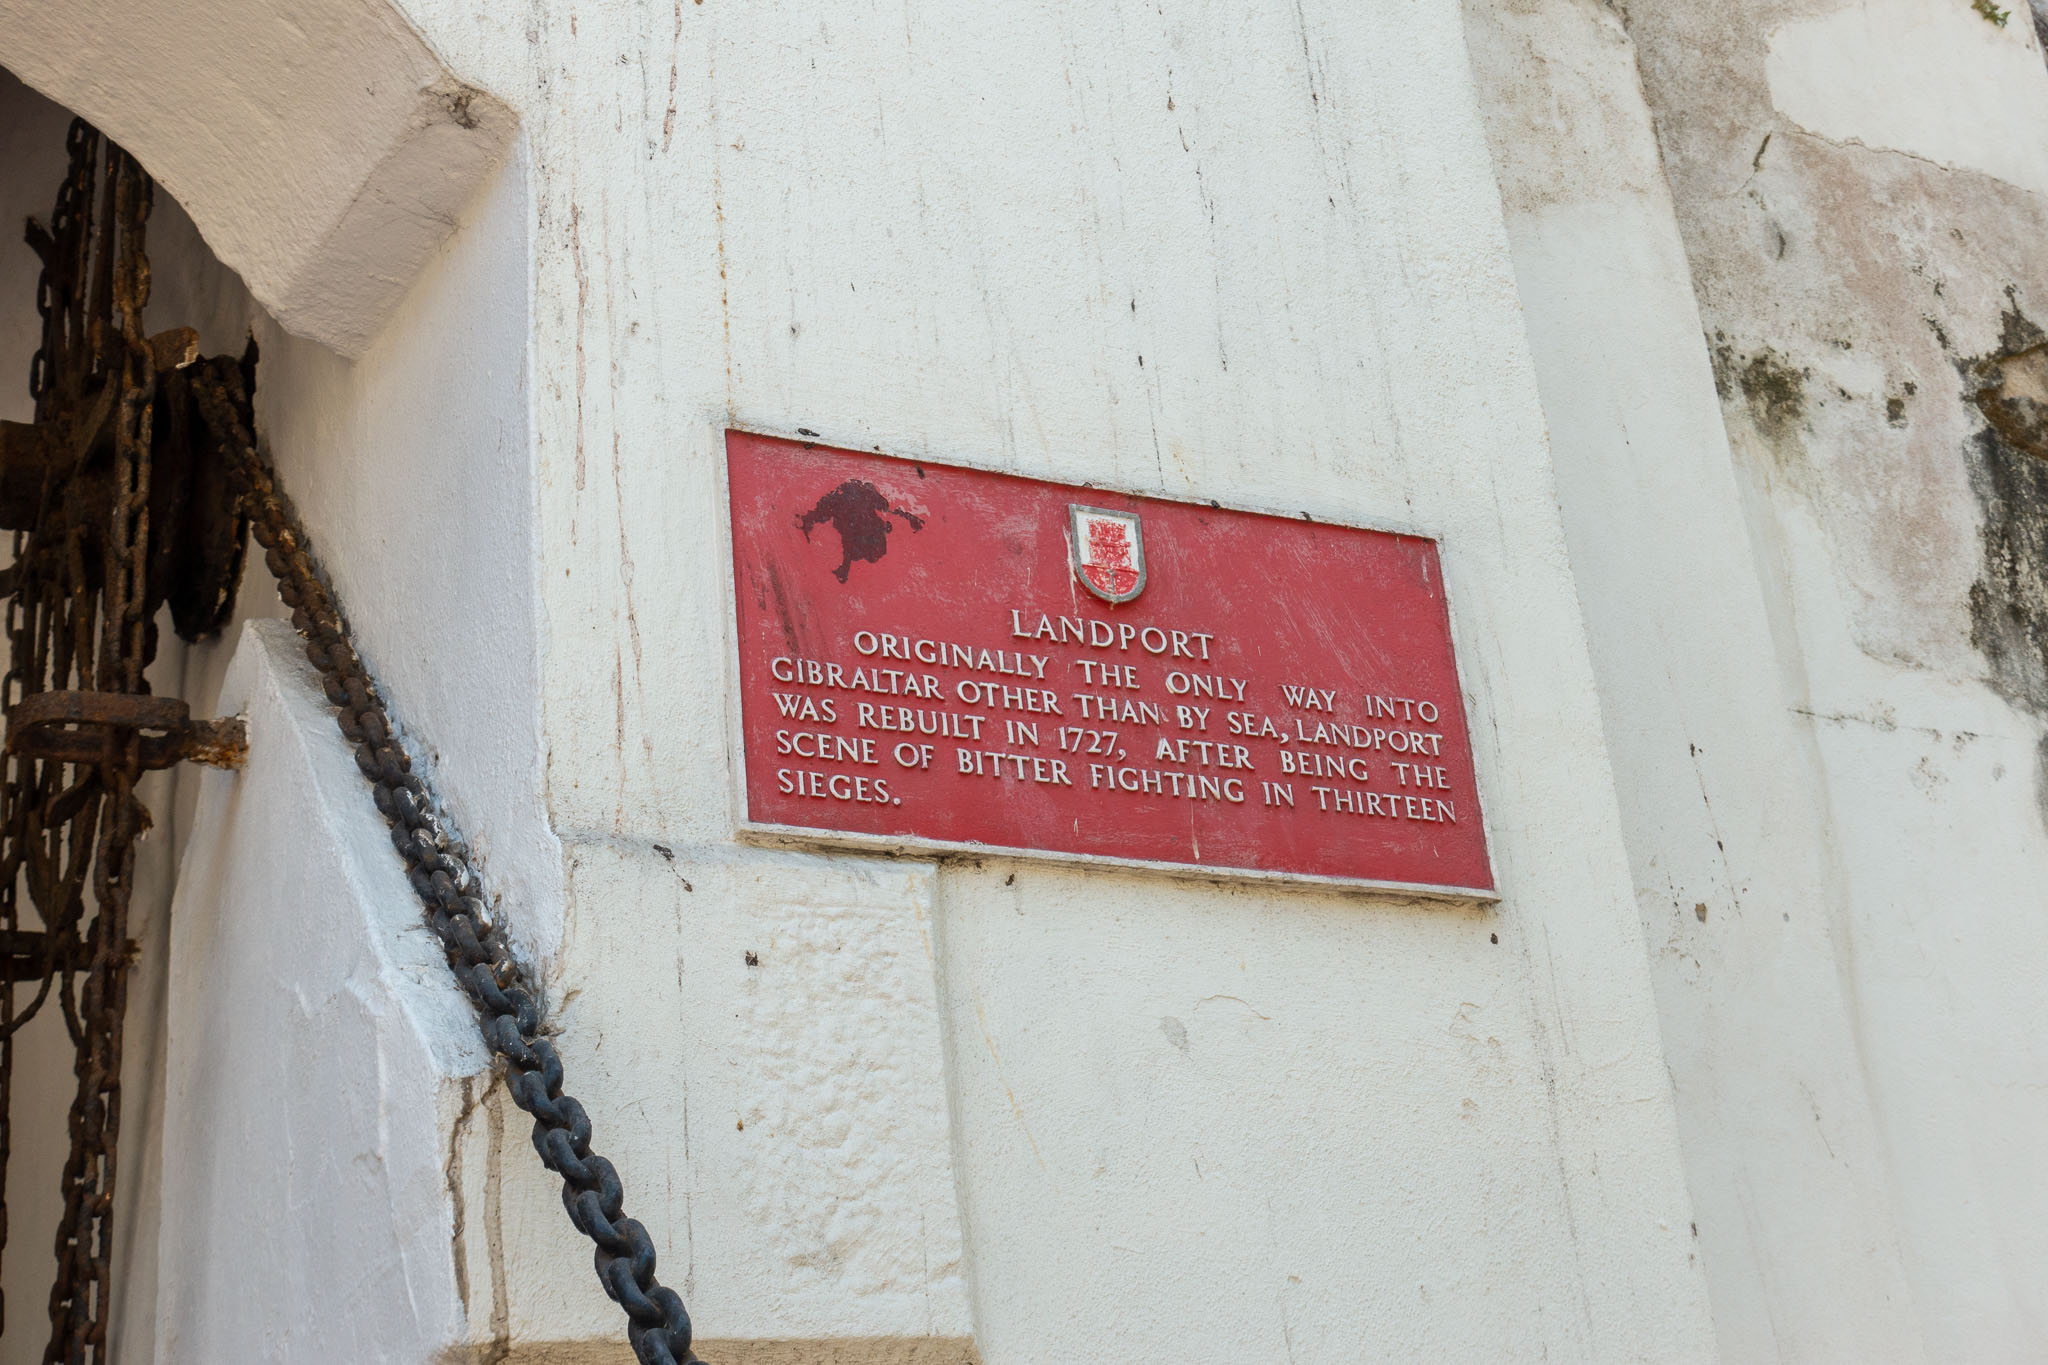 LANDPORT
ORIGINALLY THE ONLY WAY INTO
GIBRALTAR OTHER THAN BY SEA, LANDPORT
WAS REBUILT IN 1727, AFTER BEING THE
SCENE OF BITTER FIGHTING IN THIRTEEN
SIEGES.